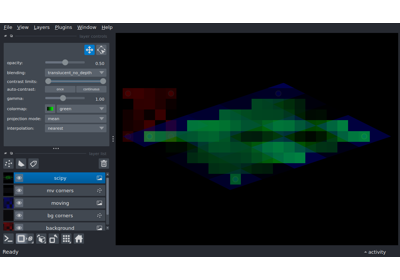 File View Layers Plugins Window Help
layer controls
opacity: 0.50
blending: translucent_no_depth
contrast limits:
auto-contrast: once continuous
gamma: 1.00
colormap: green
projection mode: mean
interpolation: nearest
layer list
scipy
mv corners
moving
bg corners
background
Ready
activity